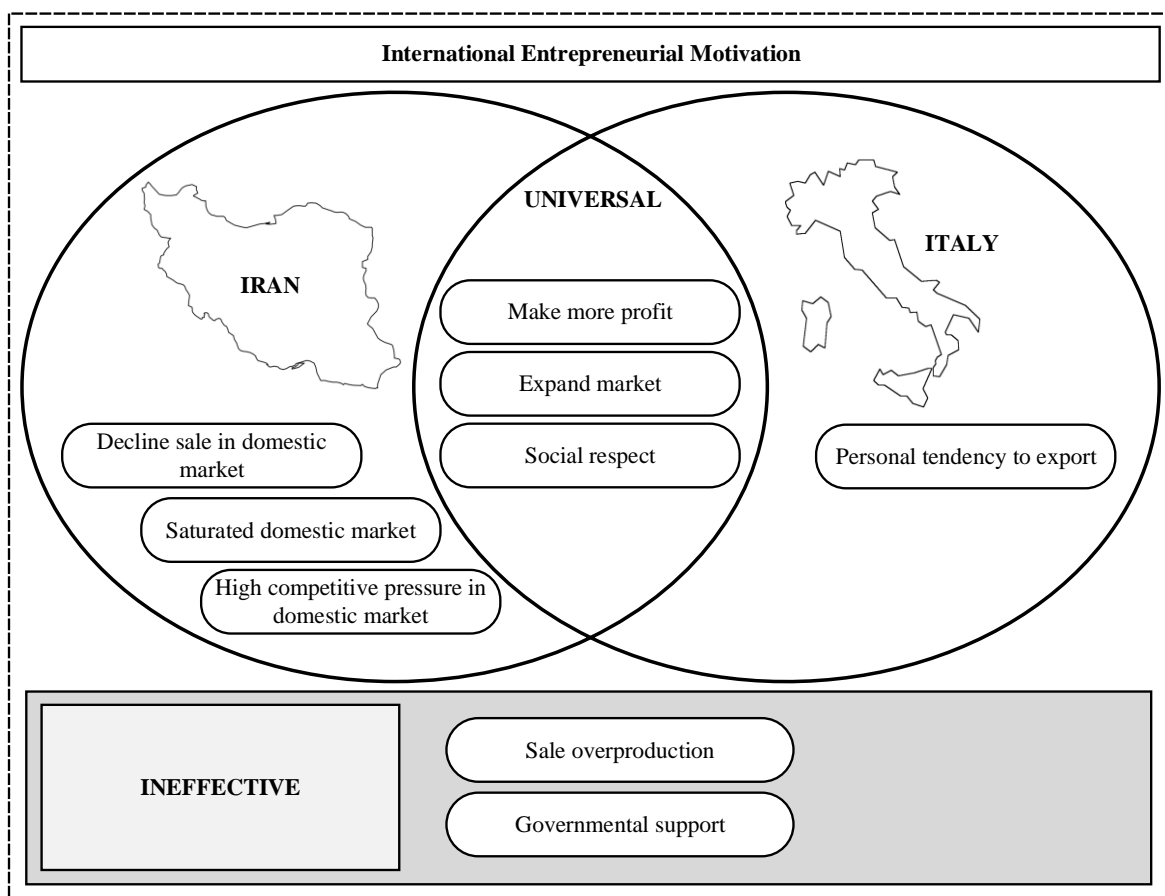 International Entrepreneurial Motivation
UNIVERSAL
ITALY
IRAN
Make more profit
Expand market
Social respect
Decline sale in domestic
market
Personal tendency to export
Saturated domestic market
High competitive pressure in
domestic market
Sale overproduction
INEFFECTIVE
Governmental support